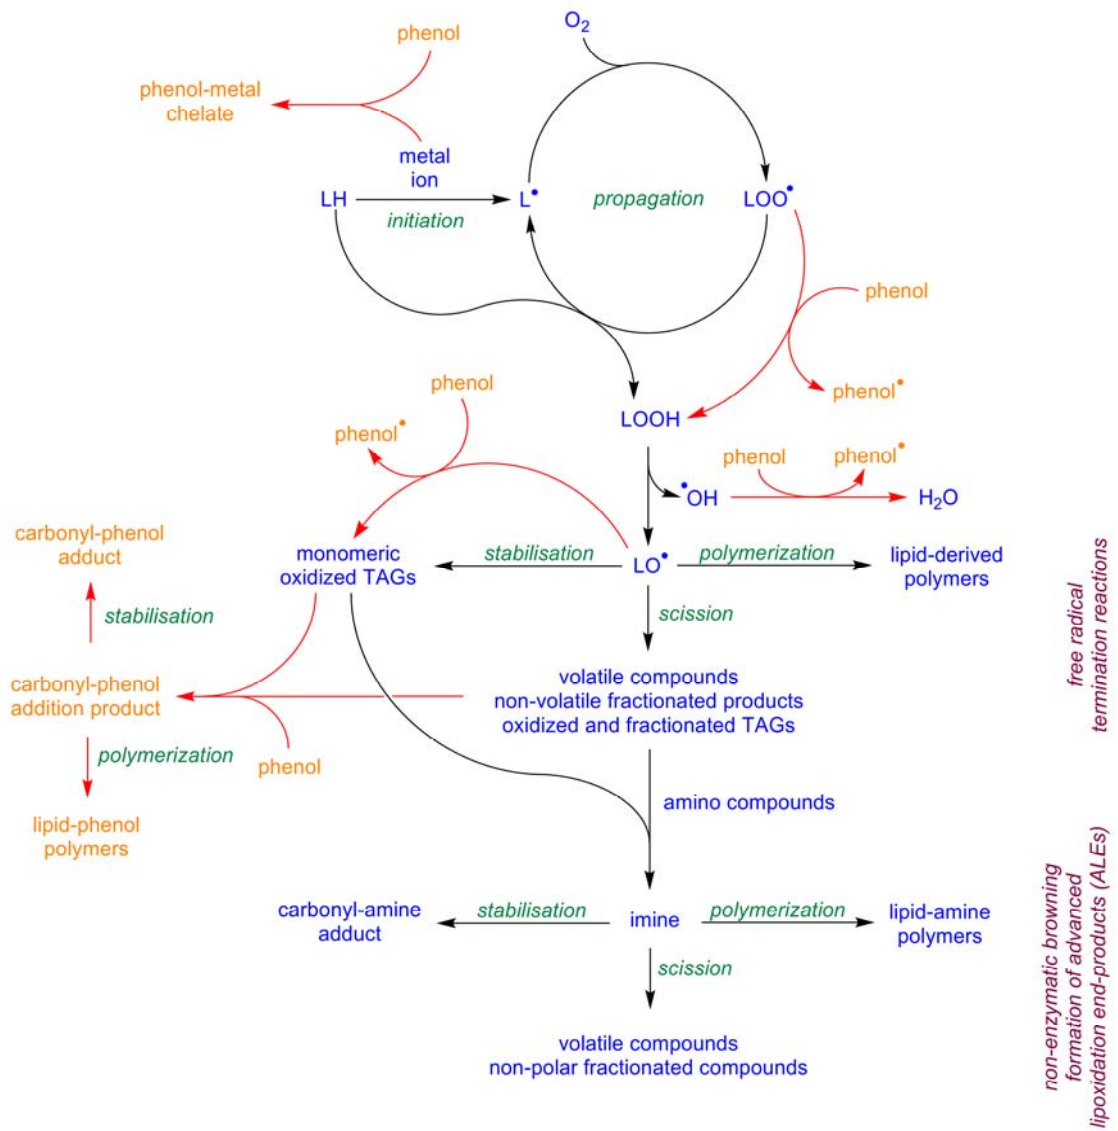 O₂
phenol
phenol-metal
chelate
metal
ion
LH
initiation
L•
propagation
LOO•
phenol
phenol•
phenol
phenol•
LOOH
phenol
phenol•
•OH
H₂O
carbonyl-phenol
adduct
monomeric
oxidized TAGs
stabilisation
LO•
polymerization
lipid-derived
polymers
stabilisation
scission
free radical
termination reactions
carbonyl-phenol
addition product
volatile compounds
non-volatile fractionated products
oxidized and fractionated TAGs
polymerization
phenol
amino compounds
lipid-phenol
polymers
carbonyl-amine
adduct
stabilisation
imine
polymerization
lipid-amine
polymers
scission
non-enzymatic browning
formation of advanced
lipoxidation end-products (ALEs)
volatile compounds
non-polar fractionated compounds